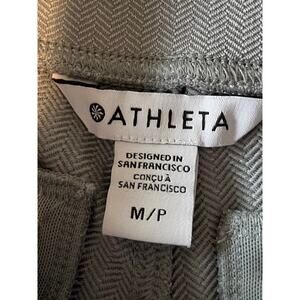 ATHLETA
DESIGNED IN
SAN FRANCISCO
CONÇU À
SAN FRANCISCO
M/P